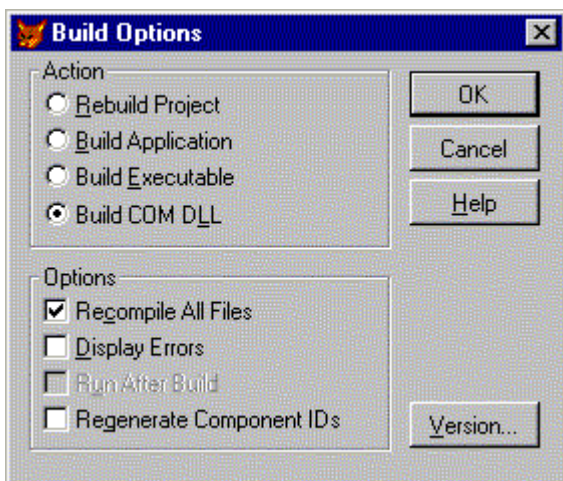 Build Options
Action
Rebuild Project
Build Application
Build Executable
Build COM DLL
OK
Cancel
Help
Options
Recompile All Files
Display Errors
Run After Build
Regenerate Component IDs
Version...